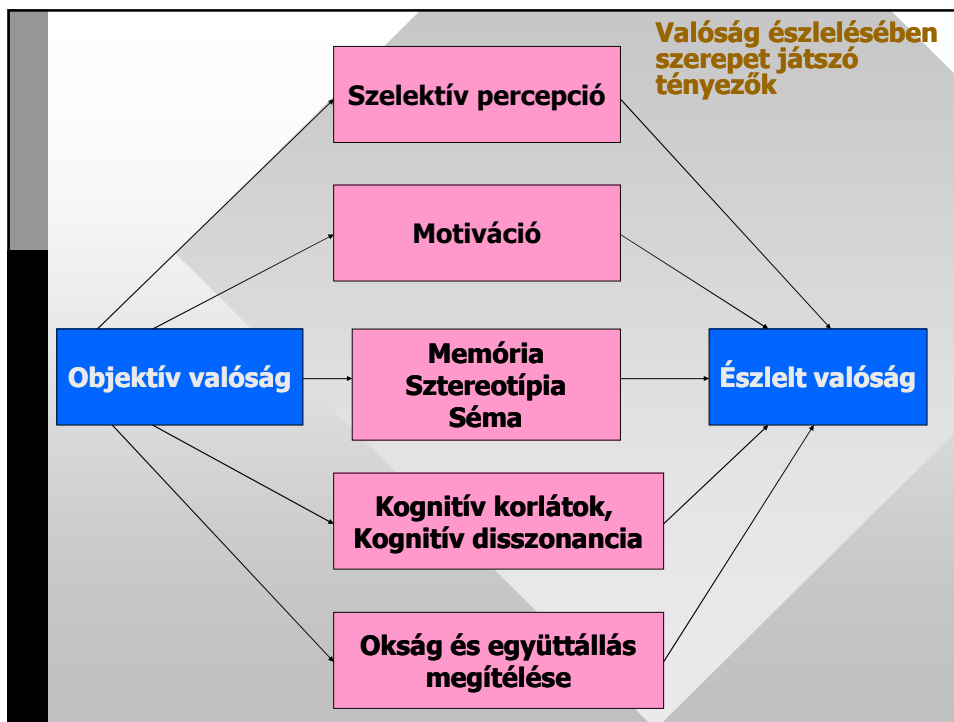 Valóság észlelésében
szerepet játszó
tényezők
Szelektív percepció
Motiváció
Objektív valóság
Memória
Sztereotípia
Séma
Észlelt valóság
Kognitív korlátok,
Kognitív disszonancia
Okság és együttállás
megítélése